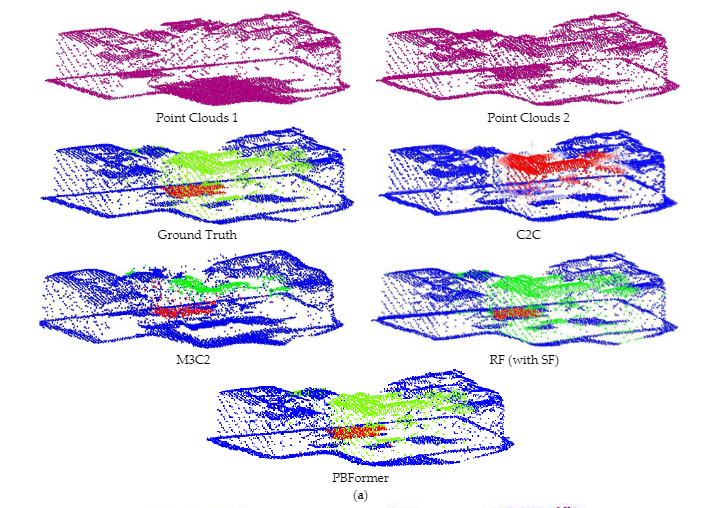 Point Clouds 1
Point Clouds 2
Ground Truth
C2C
M3C2
RF (with SF)
PBFormer
(a)